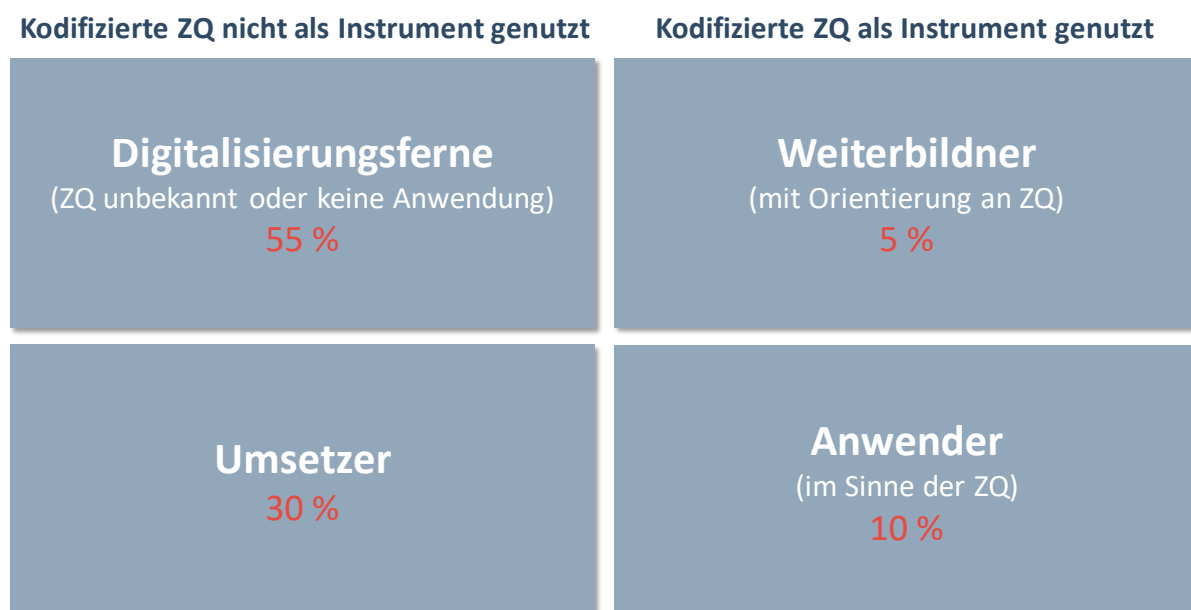 Kodifizierte ZQ nicht als Instrument genutzt
Kodifizierte ZQ als Instrument genutzt
Digitalisierungsferne
(ZQ unbekannt oder keine Anwendung)
55 %
Weiterbildner
(mit Orientierung an ZQ)
5 %
Umsetzer
30 %
Anwender
(im Sinne der ZQ)
10 %